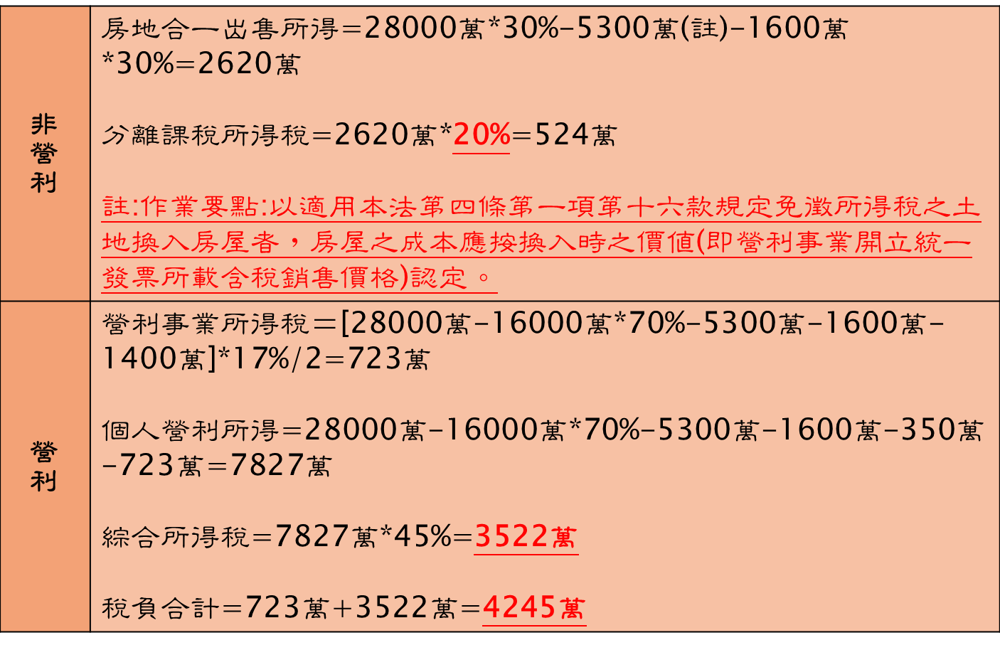 非
營
利
房地合一出售所得=28000萬*30%-5300萬(註)-1600萬
*30%=2620萬
分離課稅所得稅=2620萬*20%=524萬
註:作業要點:以適用本法第四條第一項第十六款規定免徵所得稅之土
地換入房屋者，房屋之成本應按換入時之價值(即營利事業開立統一
發票所載含稅銷售價格)認定。
營
利
營利事業所得稅=[28000萬-16000萬*70%-5300萬-1600萬-
1400萬]*17%/2=723萬
個人營利所得=28000萬-16000萬*70%-5300萬-1600萬-350萬
-723萬=7827萬
綜合所得稅=7827萬*45%=3522萬
稅負合計=723萬+3522萬=4245萬